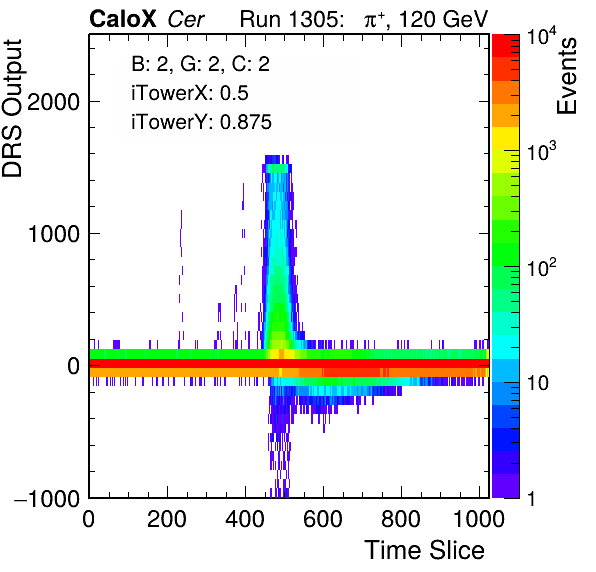 CaloX Cer Run 1305: π⁺, 120 GeV
B: 2, G: 2, C: 2
iTowerX: 0.5
iTowerY: 0.875
DRS Output
2000
1000
0
−1000
0 200 400 600 800 1000
Time Slice
Events
10⁴
10³
10²
10
1